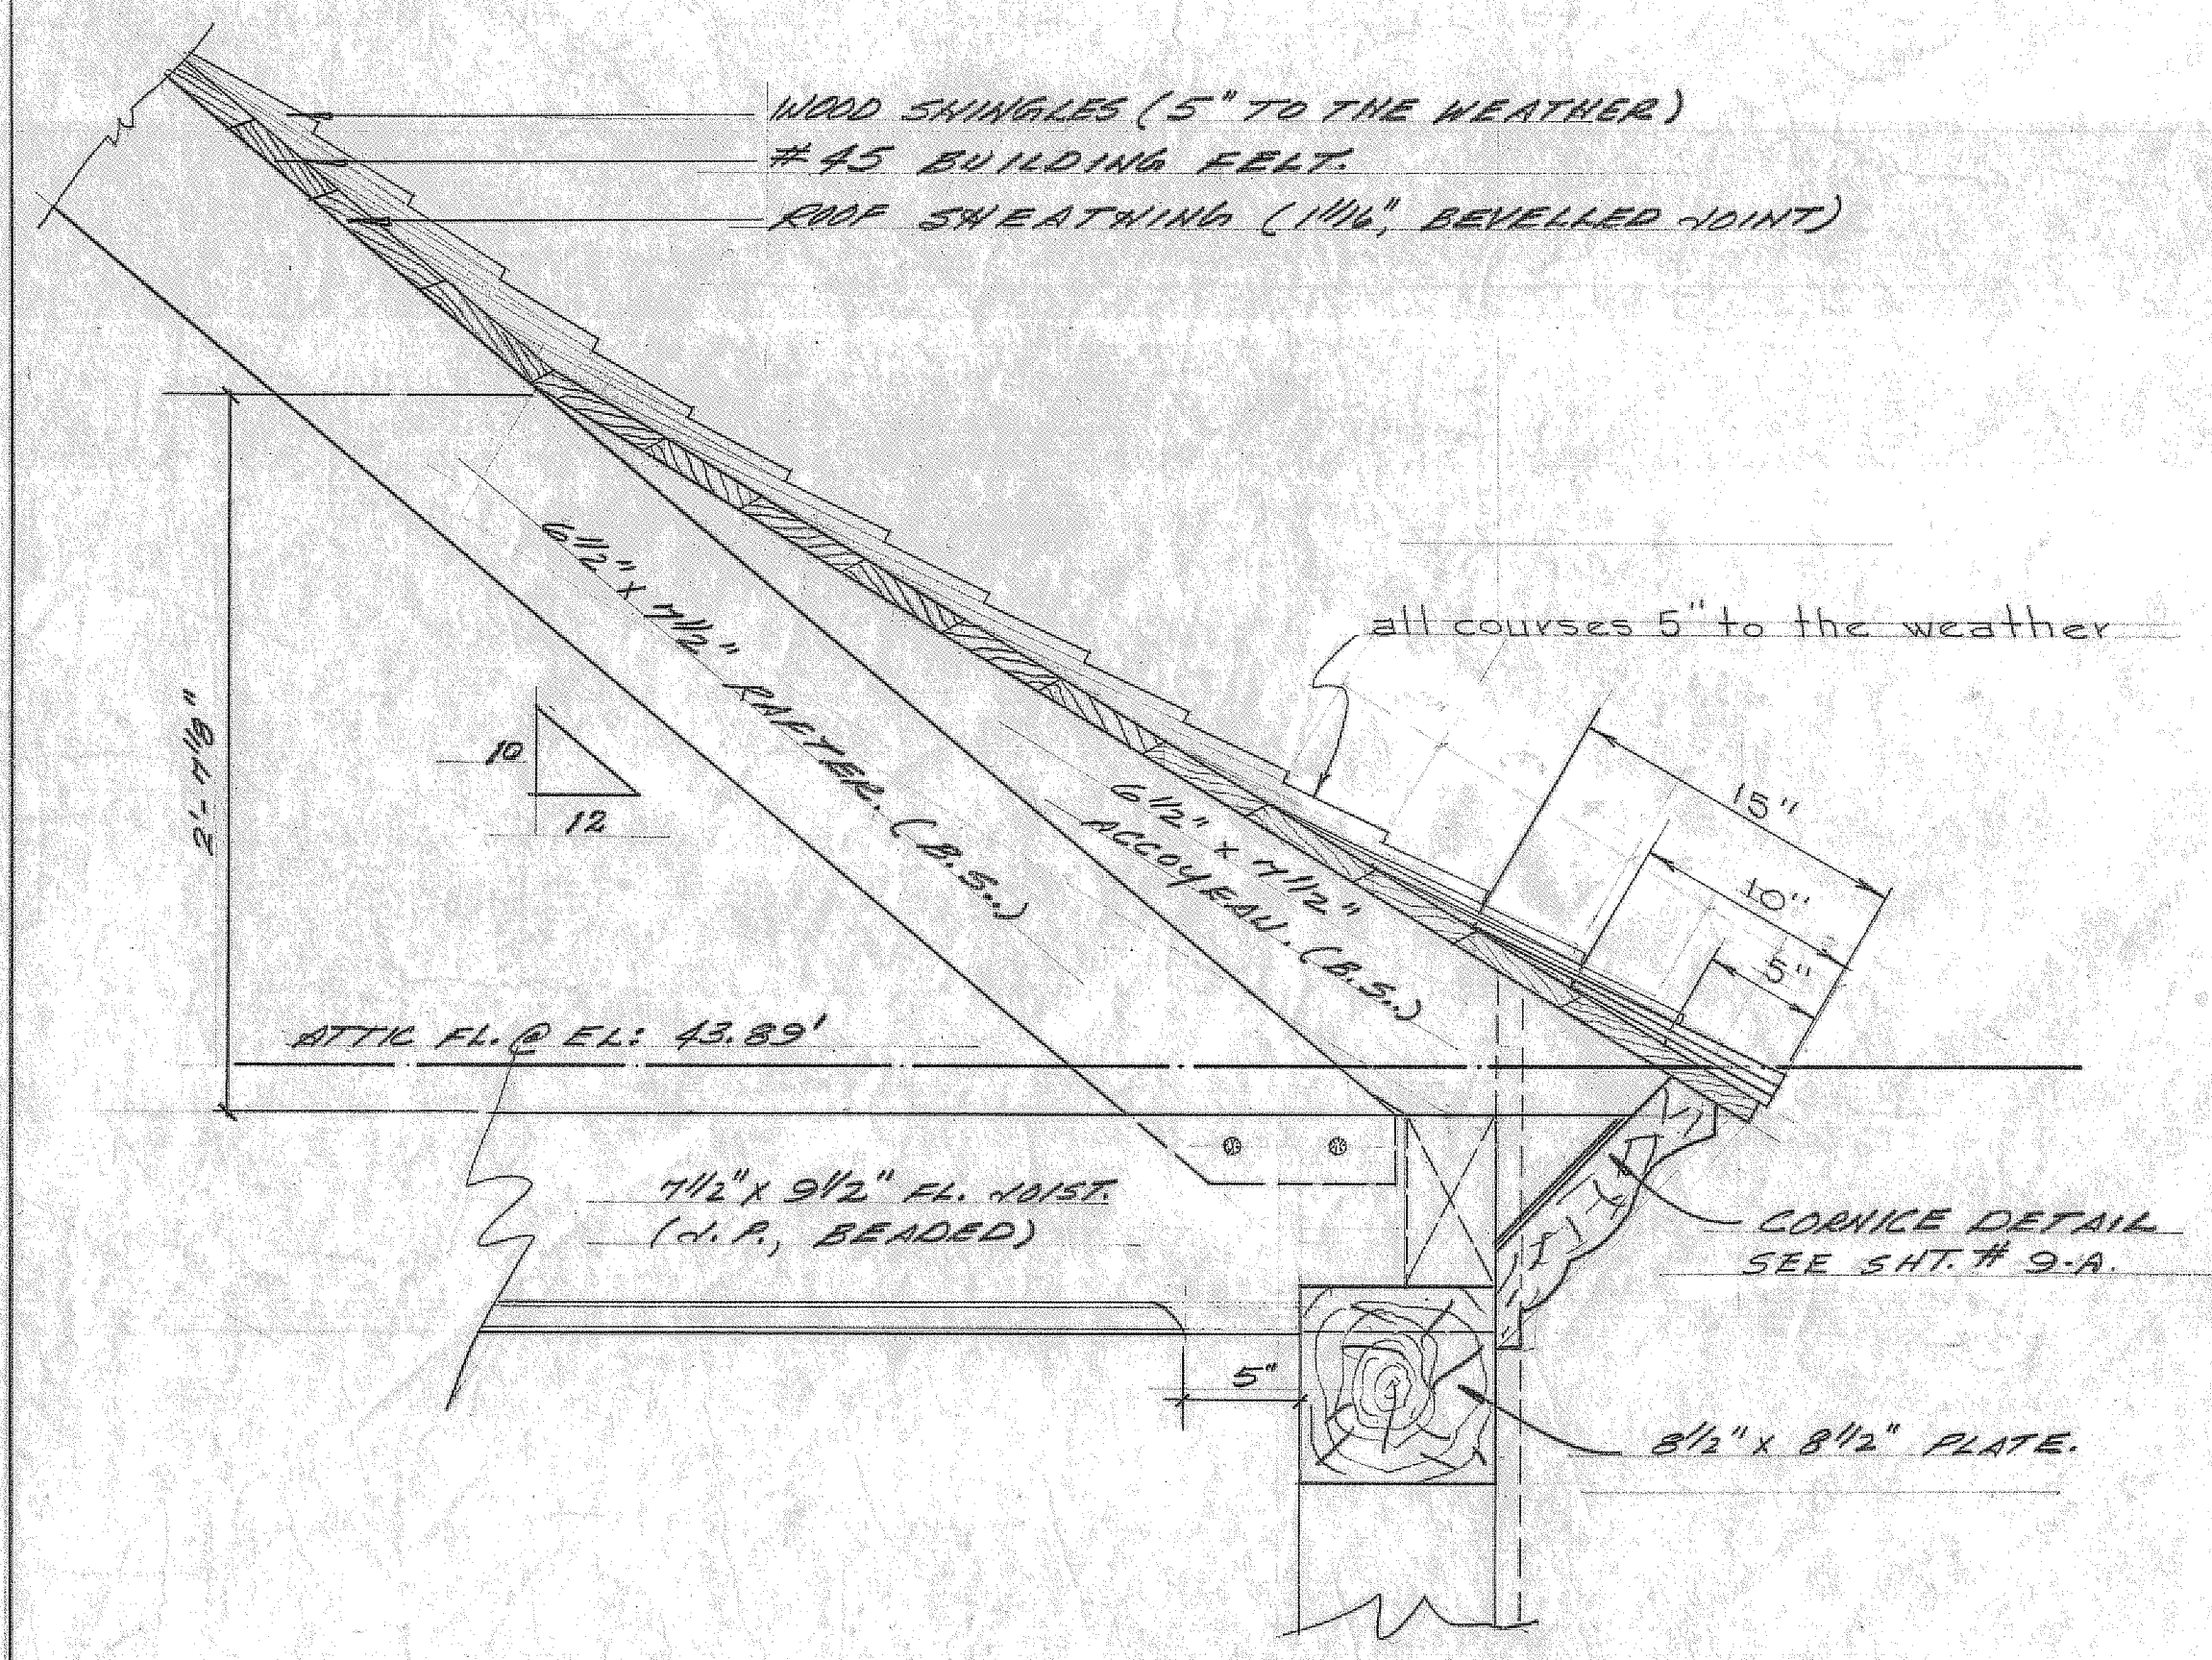 WOOD SHINGLES (5" TO THE WEATHER)
#45 BUILDING FELT.
ROOF SHEATHING (1 1/16", BEVELLED JOINT)
all courses 5" to the weather
6 1/2" x 7 1/2" RAFTER. (B.S.)
6 1/2" x 7 1/2"
ACCOYEAU. (B.S.)
2'-7 1/8"
10
12
15"
10"
5"
ATTIC FL. @ EL: 43.89'
7 1/2" x 9 1/2" FL. JOIST.
(J.P., BEADED)
CORNICE DETAIL
SEE SHT. # 9-A.
5"
8 1/2" x 8 1/2" PLATE.